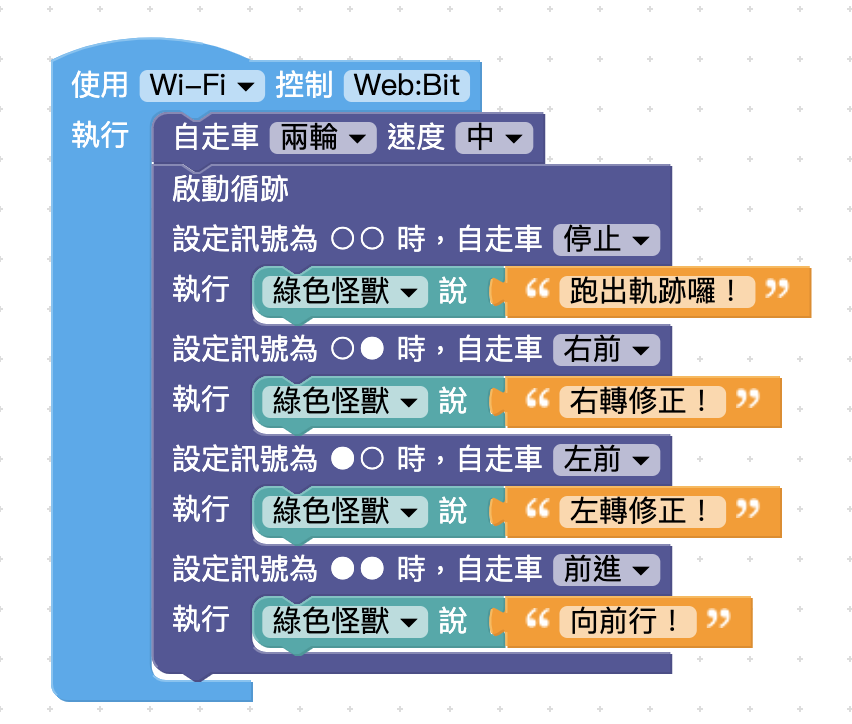 使用 Wi-Fi 控制 Web:Bit
執行 自走車 兩輪 速度 中
啟動循跡
設定訊號為 ○○ 時，自走車 停止
執行 綠色怪獸 說 “ 跑出軌跡囉！ ”
設定訊號為 ○● 時，自走車 右前
執行 綠色怪獸 說 “ 右轉修正！ ”
設定訊號為 ●○ 時，自走車 左前
執行 綠色怪獸 說 “ 左轉修正！ ”
設定訊號為 ●● 時，自走車 前進
執行 綠色怪獸 說 “ 向前行！ ”